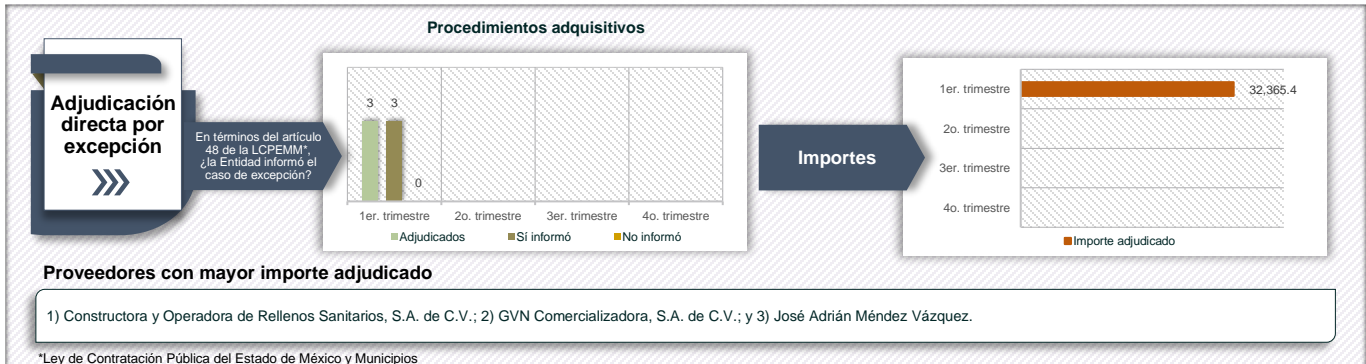 Procedimientos adquisitivos
Adjudicación
directa por
excepción
En términos del artículo
48 de la LCPEMM*,
¿la Entidad informó el
caso de excepción?
3 3
0
1er. trimestre 2o. trimestre 3er. trimestre 4o. trimestre
Adjudicados Sí informó No informó
Importes
1er. trimestre 32,365.4
2o. trimestre
3er. trimestre
4o. trimestre
Importe adjudicado
Proveedores con mayor importe adjudicado
1) Constructora y Operadora de Rellenos Sanitarios, S.A. de C.V.; 2) GVN Comercializadora, S.A. de C.V.; y 3) José Adrián Méndez Vázquez.
*Ley de Contratación Pública del Estado de México y Municipios